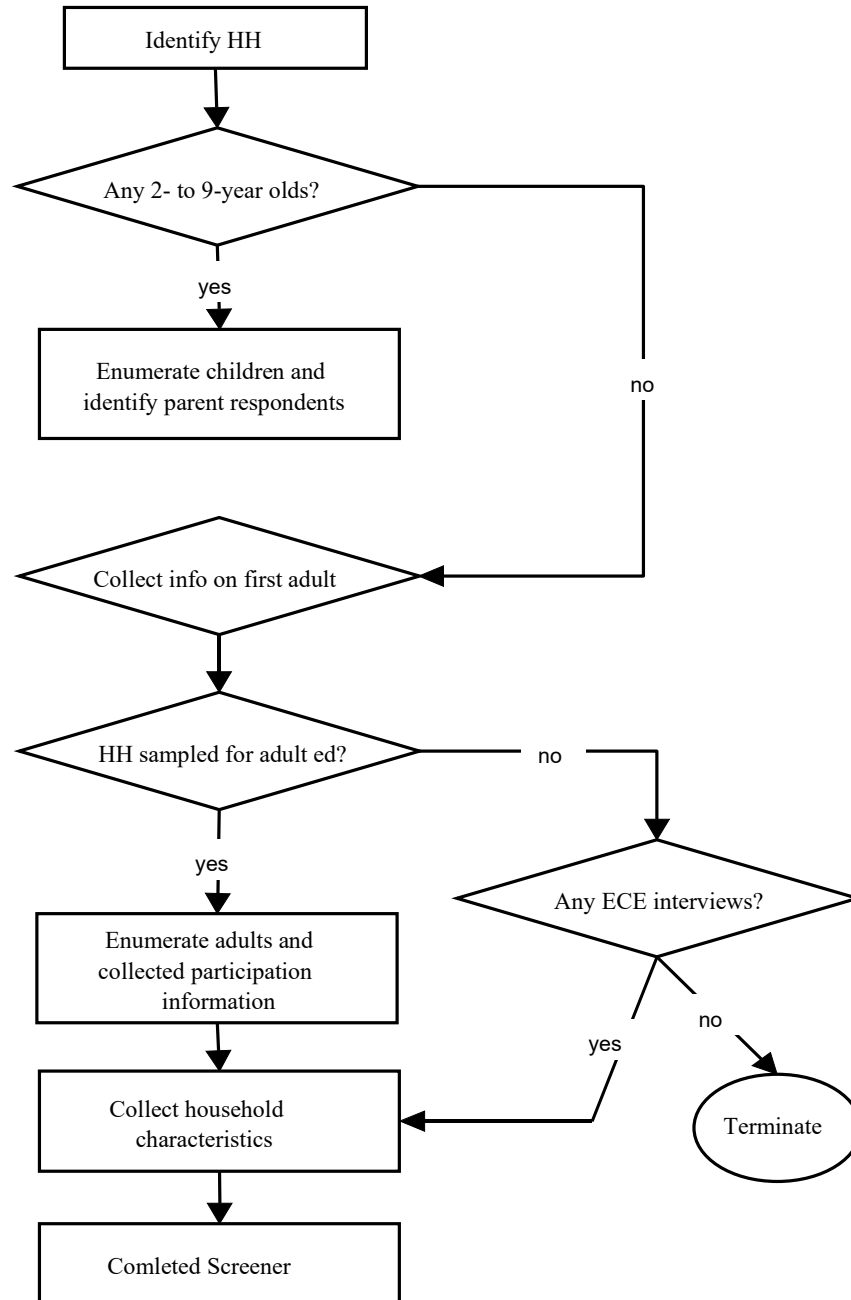 Identify HH
Any 2- to 9-year olds?
yes
Enumerate children and
identify parent respondents
no
Collect info on first adult
HH sampled for adult ed?
no
yes
Any ECE interviews?
Enumerate adults and
collected participation
information
yes
no
Collect household
characteristics
Terminate
Comleted Screener